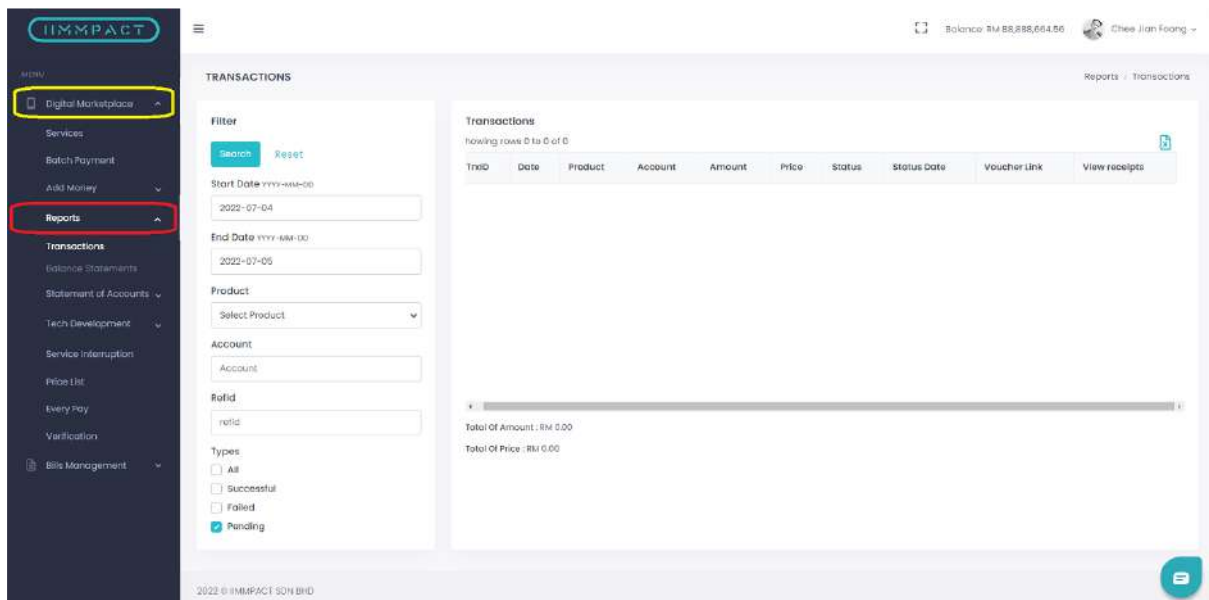 IIMMPACT
Balance: RM 88,888,664.56
Chee Jian Foong
MENU
Digital Marketplace
Services
Batch Payment
Add Money
Reports
Transactions
Balance Statements
Statement of Accounts
Tech Development
Service Interruption
Price List
Every Pay
Verification
Bills Management
TRANSACTIONS
Reports / Transactions
Filter
Search Reset
Start Date YYYY-MM-DD
2022-07-04
End Date YYYY-MM-DD
2022-07-05
Product
Select Product
Account
Account
RefId
refid
Types
All
Successful
Failed
Pending
Transactions
howing rows 0 to 0 of 0
TrxID Date Product Account Amount Price Status Status Date Voucher Link View receipts
Total Of Amount : RM 0.00
Total Of Price : RM 0.00
2022 © IIMMPACT SDN BHD